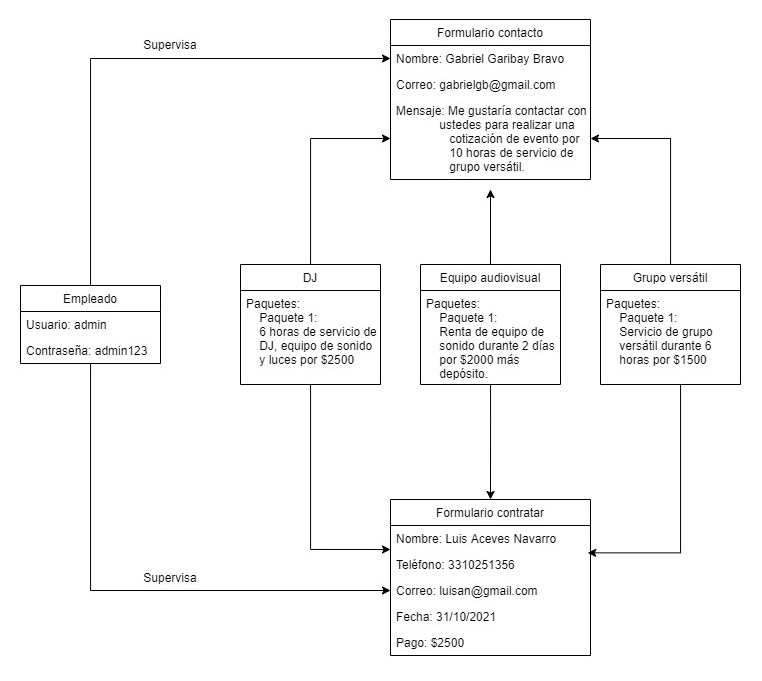 Supervisa
Formulario contacto
Nombre: Gabriel Garibay Bravo
Correo: gabrielgb@gmail.com
Mensaje: Me gustaría contactar con
ustedes para realizar una
cotización de evento por
10 horas de servicio de
grupo versátil.
Empleado
Usuario: admin
Contraseña: admin123
DJ
Paquetes:
Paquete 1:
6 horas de servicio de
DJ, equipo de sonido
y luces por $2500
Equipo audiovisual
Paquetes:
Paquete 1:
Renta de equipo de
sonido durante 2 días
por $2000 más
depósito.
Grupo versátil
Paquetes:
Paquete 1:
Servicio de grupo
versátil durante 6
horas por $1500
Supervisa
Formulario contratar
Nombre: Luis Aceves Navarro
Teléfono: 3310251356
Correo: luisan@gmail.com
Fecha: 31/10/2021
Pago: $2500